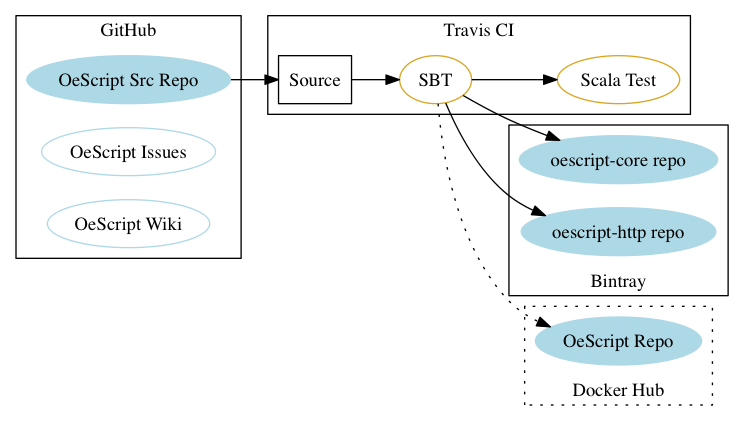 GitHub
OeScript Src Repo
OeScript Issues
OeScript Wiki
Travis CI
Source
SBT
Scala Test
oescript-core repo
oescript-http repo
Bintray
OeScript Repo
Docker Hub